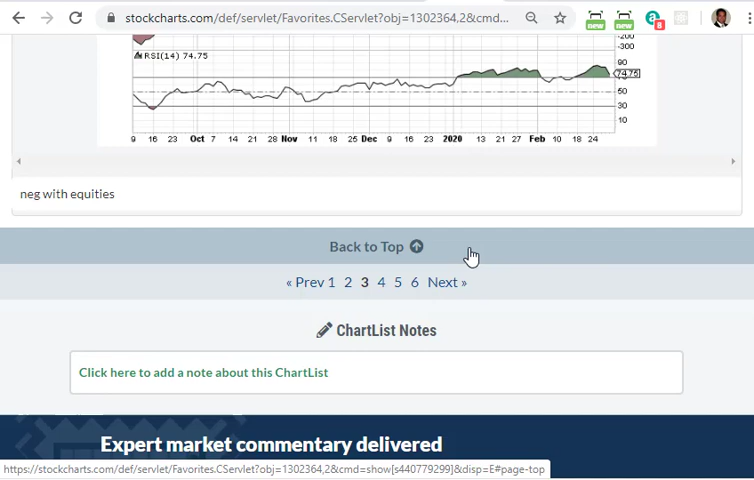 stockcharts.com/def/servlet/Favorites.CServlet?obj=1302364,2&cmd...
new
new
a
8
-200
-300
RSI(14) 74.75
90
74.75
50
30
10
9 16 23 Oct 7 14 21 28 Nov 11 18 25 Dec 9 16 23 2020 13 21 27 Feb 10 18 24
neg with equities
Back to Top
« Prev 1 2 3 4 5 6 Next »
ChartList Notes
Click here to add a note about this ChartList
Expert market commentary delivered
https://stockcharts.com/def/servlet/Favorites.CServlet?obj=1302364,2&cmd=show[s440779299]&disp=E#page-top